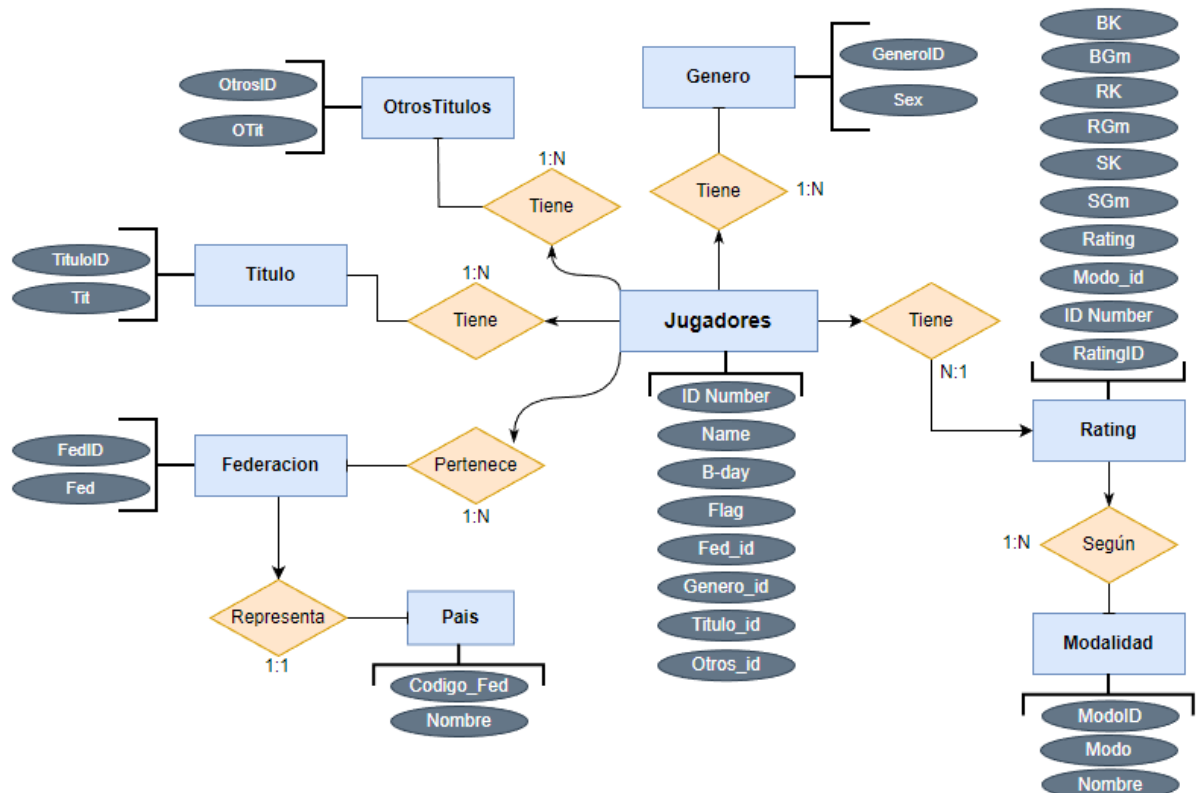 OtrosID
OTit
OtrosTitulos
1:N
Tiene
Genero
GeneroID
Sex
Tiene
1:N
TituloID
Tit
Titulo
1:N
Tiene
Jugadores
ID Number
Name
B-day
Flag
Fed_id
Genero_id
Titulo_id
Otros_id
Tiene
N:1
BK
BGm
RK
RGm
SK
SGm
Rating
Modo_id
ID Number
RatingID
Rating
1:N
Según
Modalidad
ModoID
Modo
Nombre
FedID
Fed
Federacion
Pertenece
1:N
Representa
1:1
Pais
Codigo_Fed
Nombre